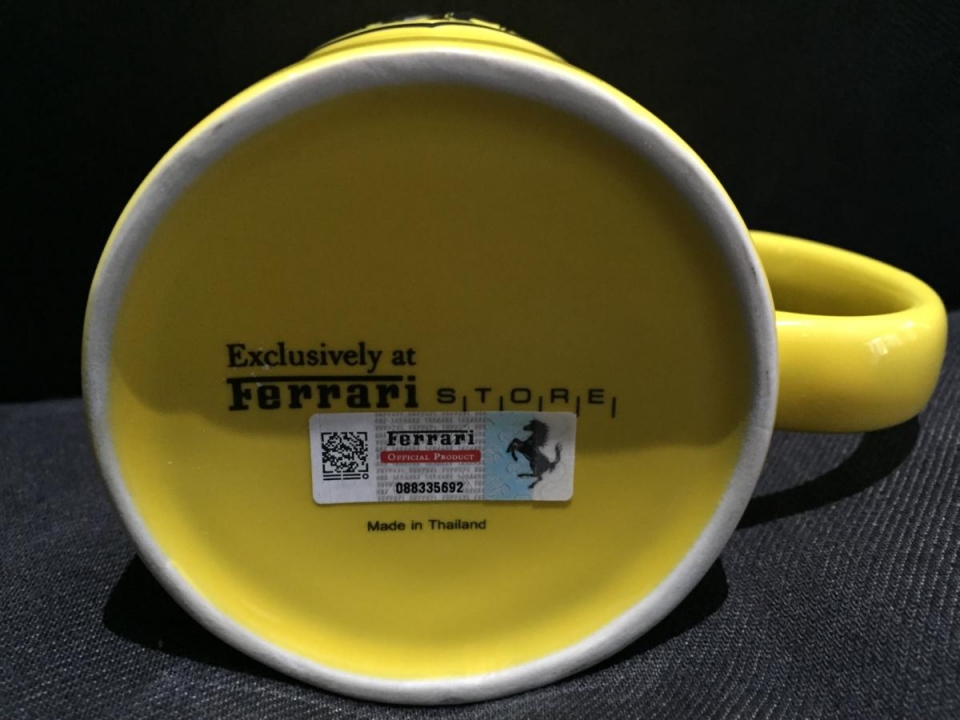 Exclusively at
Ferrari STORE
Ferrari
OFFICIAL PRODUCT
088335692
Made in Thailand